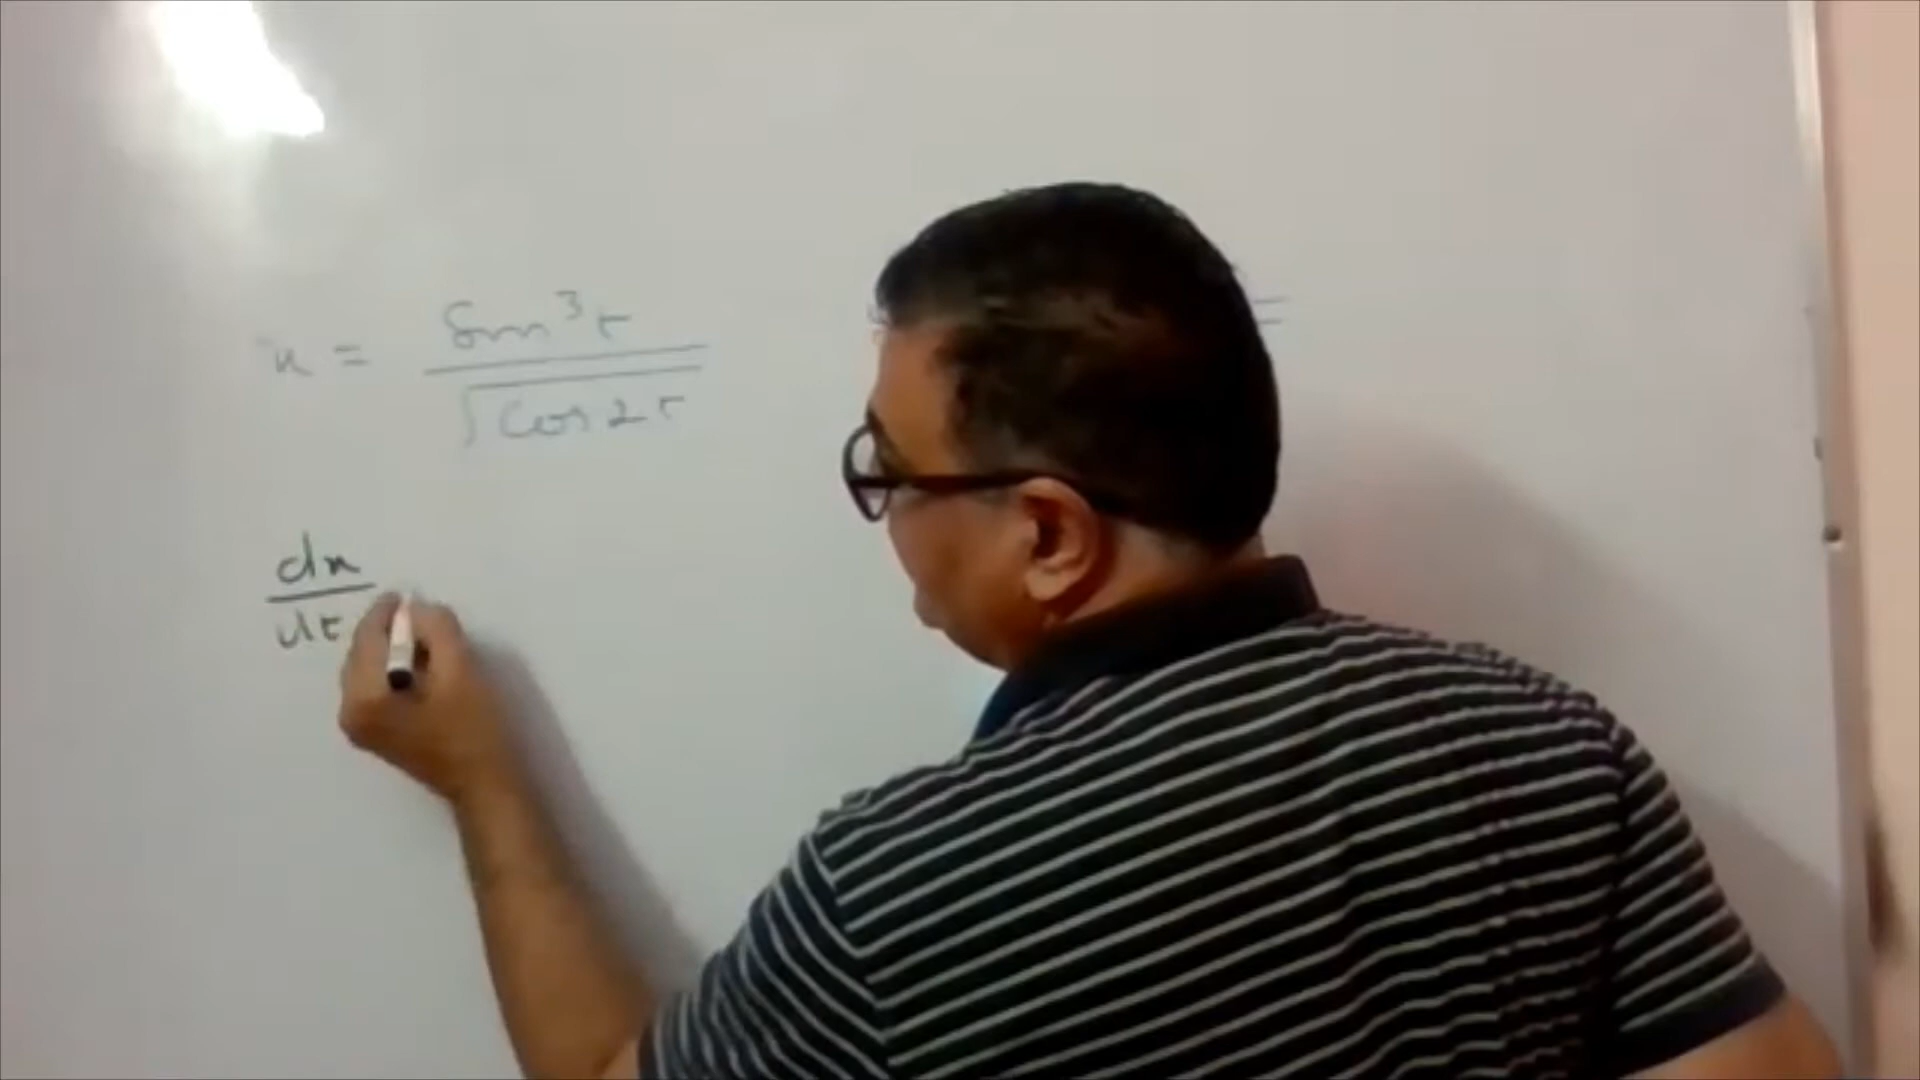 x = sin³t / √cos2t =
dx/dt